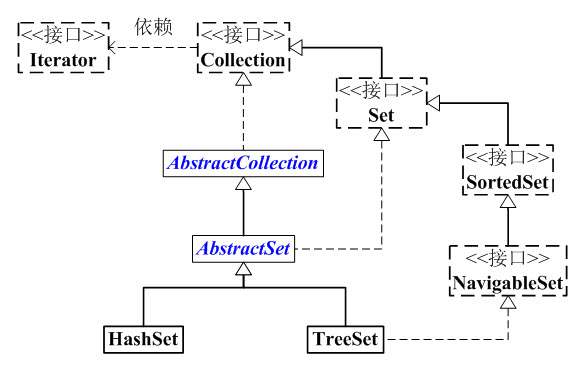 依赖
<<接口>>
Iterator
<<接口>>
Collection
<<接口>>
Set
AbstractCollection
<<接口>>
SortedSet
AbstractSet
<<接口>>
NavigableSet
HashSet
TreeSet